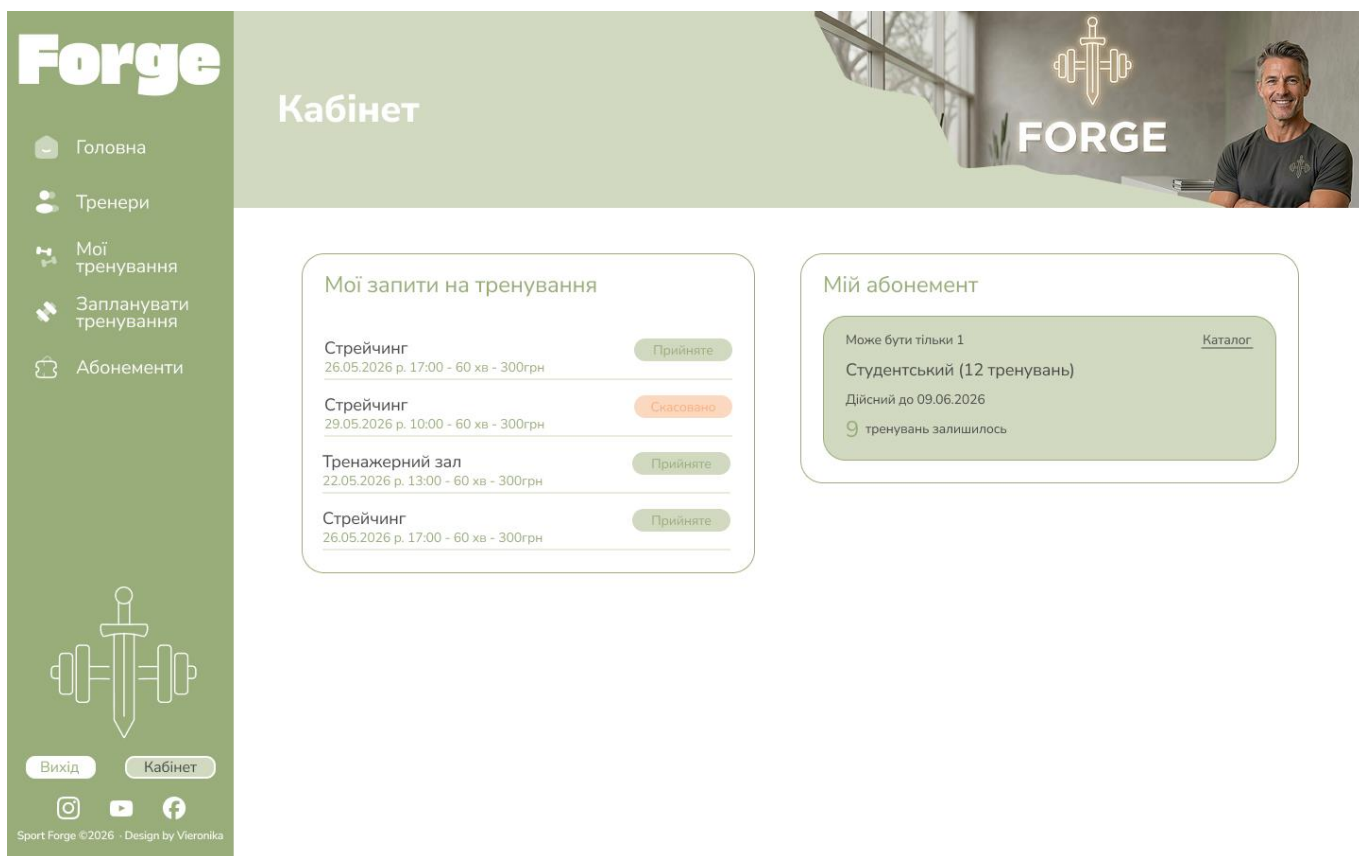 Forge
Головна
Тренери
Мої
тренування
Запланувати
тренування
Абонементи
Вихід
Кабінет
Sport Forge ©2026 - Design by Vieronika
Кабінет
FORGE
Мої запити на тренування
Стрейчинг
Прийняте
26.05.2026 р. 17:00 - 60 хв - 300грн
Стрейчинг
Скасовано
29.05.2026 р. 10:00 - 60 хв - 300грн
Тренажерний зал
Прийняте
22.05.2026 р. 13:00 - 60 хв - 300грн
Стрейчинг
Прийняте
26.05.2026 р. 17:00 - 60 хв - 300грн
Мій абонемент
Може бути тільки 1
Каталог
Студентський (12 тренувань)
Дійсний до 09.06.2026
9 тренувань залишилось